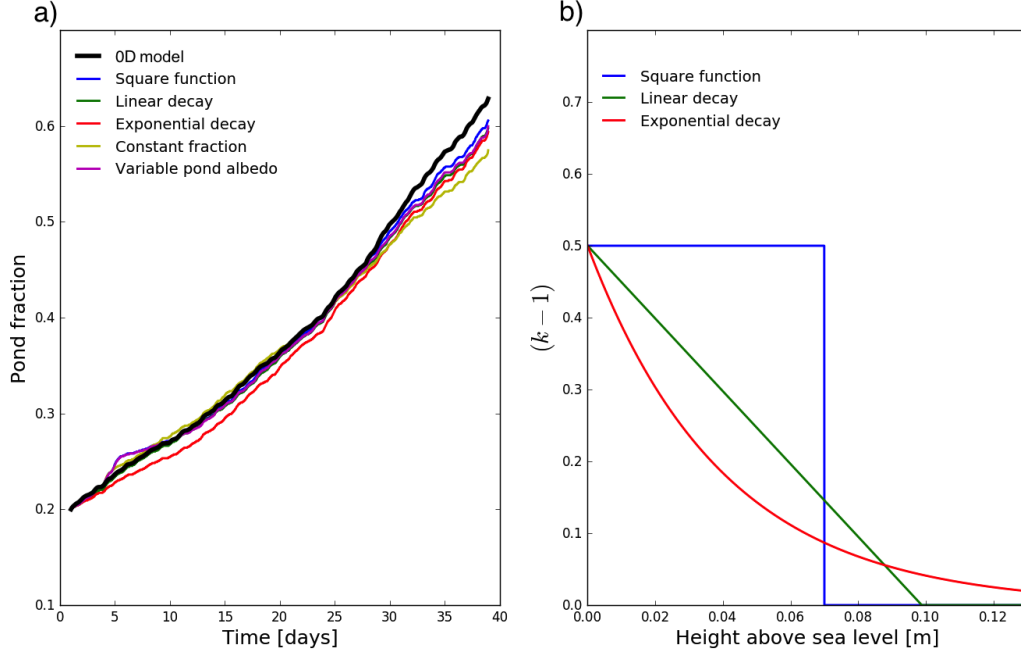 a)
0D model
Square function
Linear decay
Exponential decay
Constant fraction
Variable pond albedo
Pond fraction
0.6
0.5
0.4
0.3
0.2
0.1
0 5 10 15 20 25 30 35 40
Time [days]
b)
Square function
Linear decay
Exponential decay
(k − 1)
0.7
0.6
0.5
0.4
0.3
0.2
0.1
0.0
0.00 0.02 0.04 0.06 0.08 0.10 0.12
Height above sea level [m]